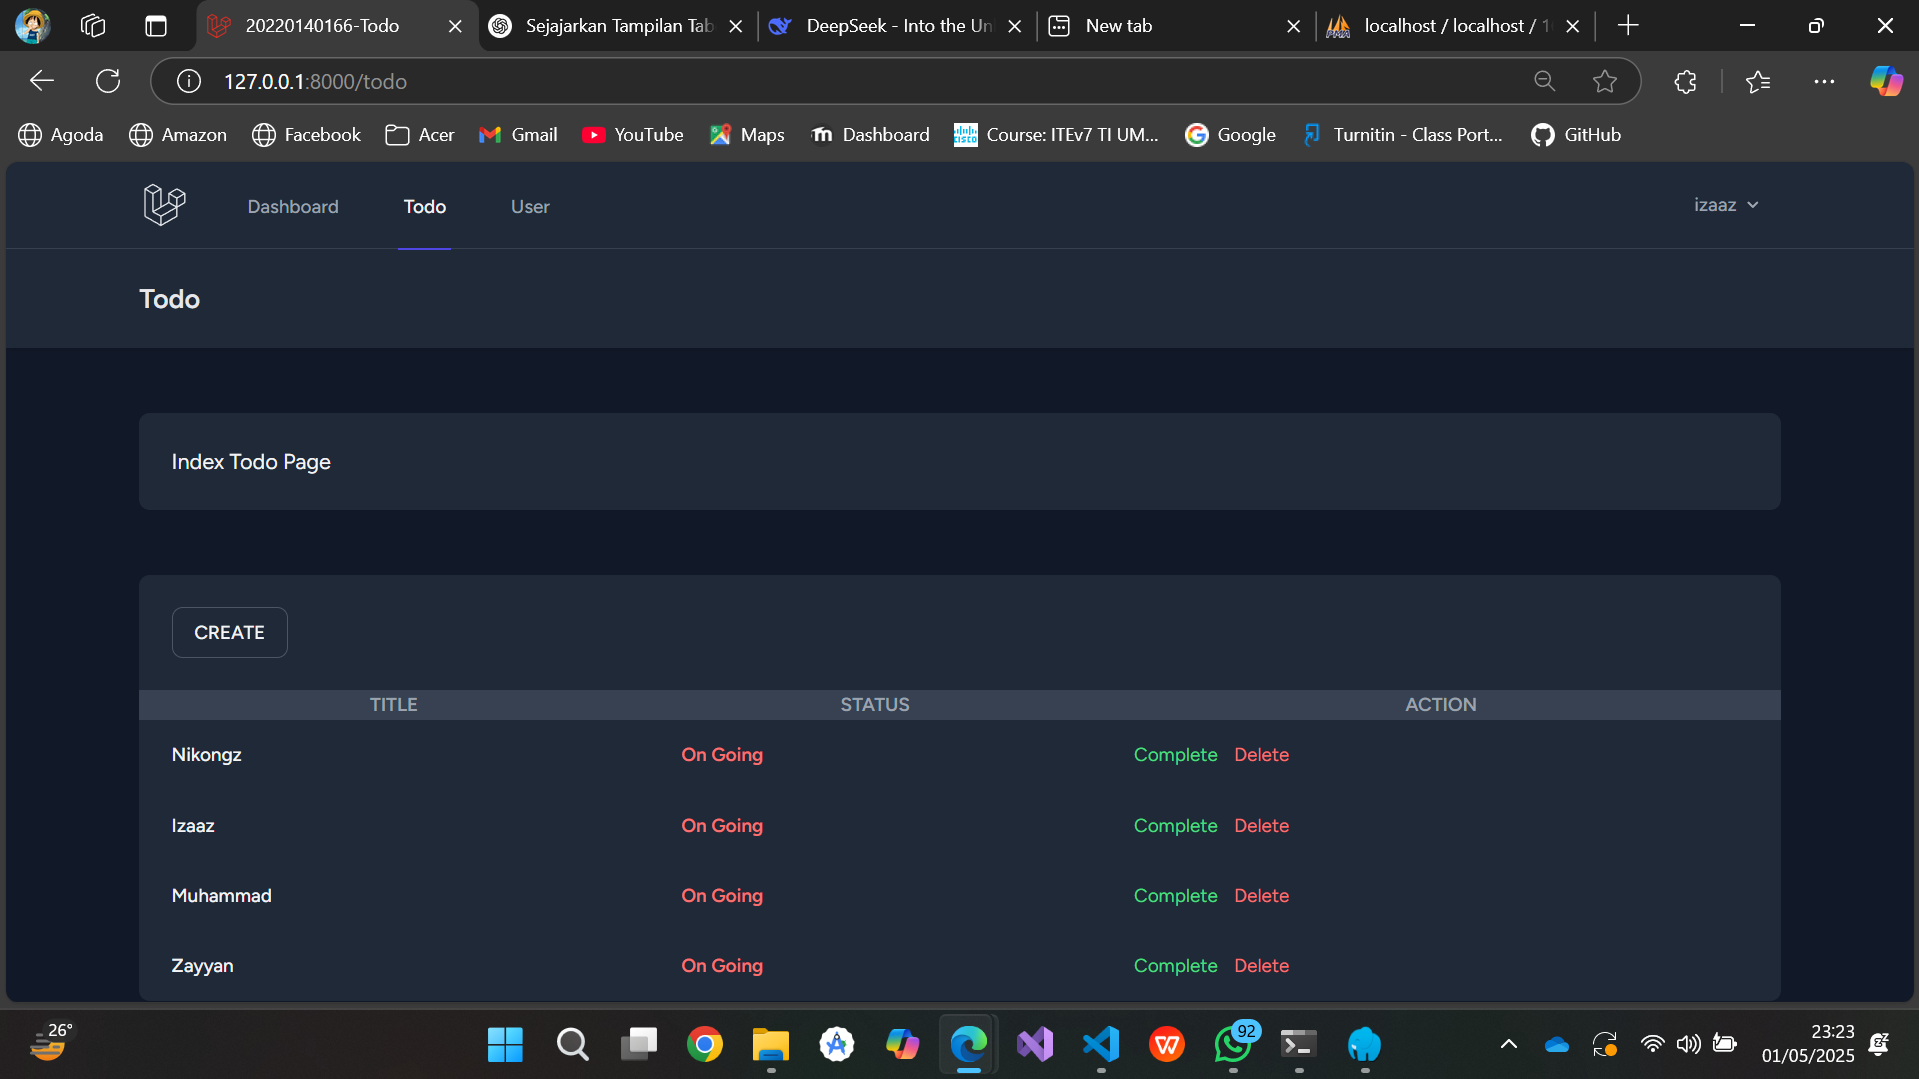 20220140166-Todo
Sejajarkan Tampilan Tab
DeepSeek - Into the Un
New tab
localhost / localhost /
127.0.0.1:8000/todo
Agoda
Amazon
Facebook
Acer
Gmail
YouTube
Maps
Dashboard
Course: ITEv7 TI UM...
Google
Turnitin - Class Port...
GitHub
Dashboard
Todo
User
izaaz
Todo
Index Todo Page
CREATE
TITLE STATUS ACTION
Nikongz On Going Complete Delete
Izaaz On Going Complete Delete
Muhammad On Going Complete Delete
Zayyan On Going Complete Delete
26°
92
23:23
01/05/2025